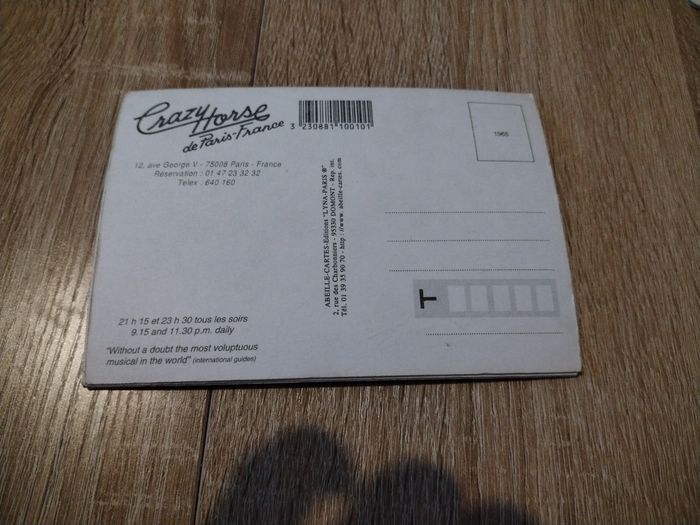 Crazy Horse
de Paris-France
12, ave George V - 75008 Paris - France
Réservation : 01 47 23 32 32
Telex : 640 160
21 h 15 et 23 h 30 tous les soirs
9.15 and 11.30 p.m. daily
"Without a doubt the most voluptuous
musical in the world" (international guides)
3 230881 100101
ABEILLE-CARTES-Editions "LYNA-PARIS ®"
2, rue des Charbonniers - 95330 DOMONT - Rep. int.
Tél. 01 39 35 90 70 - http : //www. abeille-cartes. com
1965
T